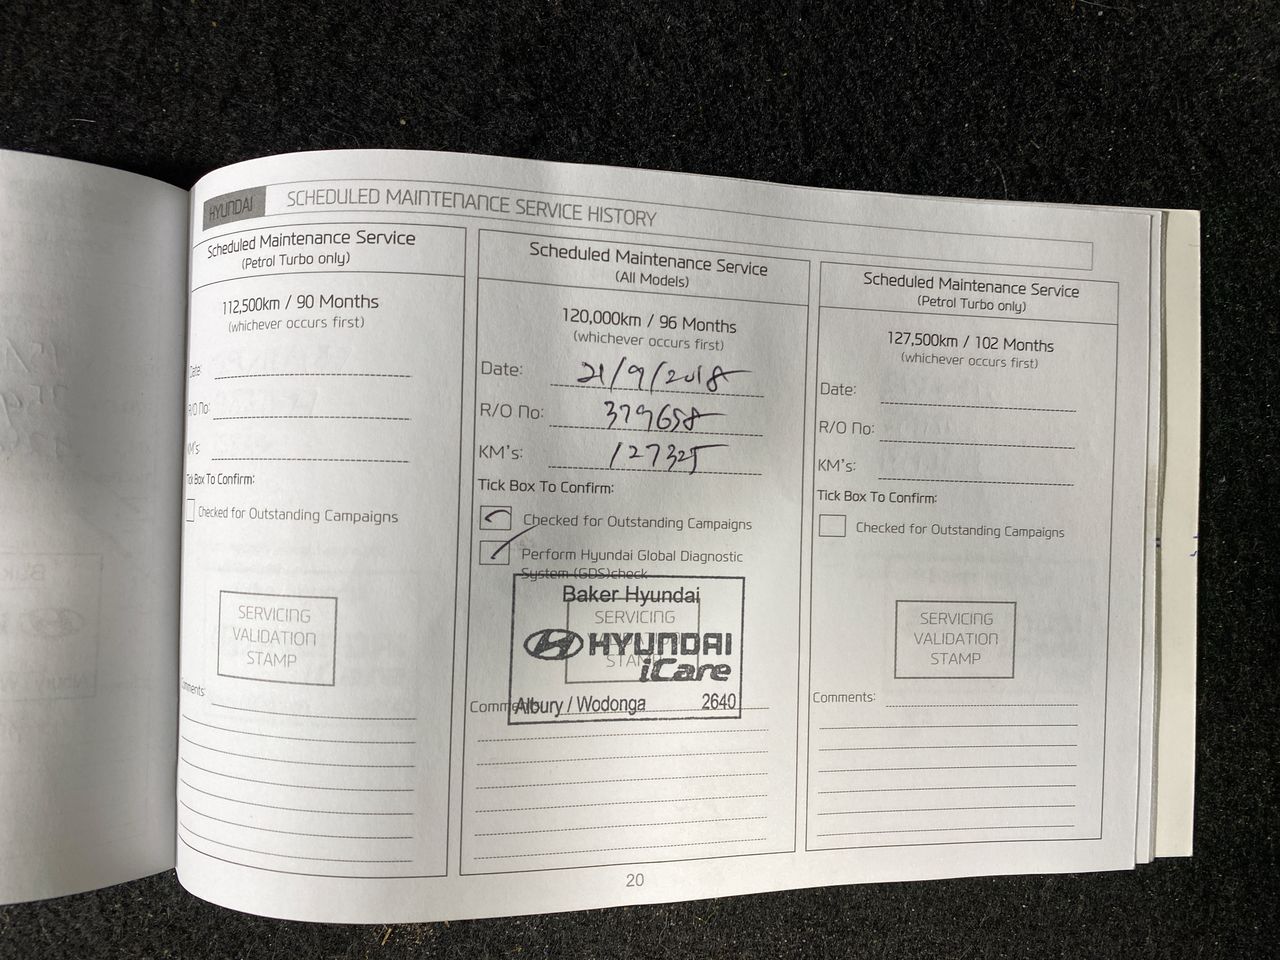 HYUNDAI SCHEDULED MAINTENANCE SERVICE HISTORY
Scheduled Maintenance Service
(Petrol Turbo only)
112,500km / 90 Months
(whichever occurs first)
Date:
R/O No:
KM's
Tick Box To Confirm:
Checked for Outstanding Campaigns
SERVICING
VALIDATION
STAMP
Comments:
Scheduled Maintenance Service
(All Models)
120,000km / 96 Months
(whichever occurs first)
Date: 21/9/2018
R/O No: 379658
KM's: 127325
Tick Box To Confirm:
Checked for Outstanding Campaigns
Perform Hyundai Global Diagnostic
System (GDS)check
Baker Hyundai
SERVICING
HYUNDAI
STAMP
iCare
Comments:
Albury / Wodonga 2640
Scheduled Maintenance Service
(Petrol Turbo only)
127,500km / 102 Months
(whichever occurs first)
Date:
R/O No:
KM's:
Tick Box To Confirm:
Checked for Outstanding Campaigns
SERVICING
VALIDATION
STAMP
Comments:
20